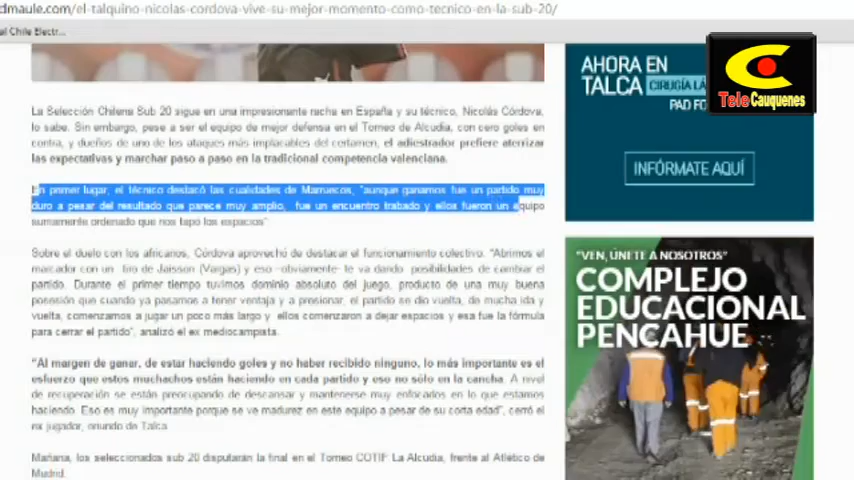 dmaule.com/el-talquino-nicolas-cordova-vive-su-mejor-momento-como-tecnico-en-la-sub-20/
al Chile Electr...
La Selección Chilena Sub 20 sigue en una impresionante racha en España y su técnico, Nicolás Córdova,
lo sabe. Sin embargo, pese a ser el equipo de mejor defensa en el Torneo de Alcudia, con cero goles en
contra, y dueños de uno de los ataques más implacables del certamen, el adiestrador prefiere aterrizar
las expectativas y marchar paso a paso en la tradicional competencia valenciana.
En primer lugar, el técnico destacó las cualidades de Marruecos, "aunque ganamos fue un partido muy
duro a pesar del resultado que parece muy amplio, fue un encuentro trabado y ellos fueron un equipo
sumamente ordenado que nos tapó los espacios".
Sobre el duelo con los africanos, Córdova aprovechó de destacar el funcionamiento colectivo. "Abrimos el
marcador con un tiro de Jaisson (Vargas) y eso –obviamente- te va dando posibilidades de cambiar el
partido. Durante el primer tiempo tuvimos dominio absoluto del juego, producto de una muy buena
posesión que cuando ya pasamos a tener ventaja y a presionar, el partido se dio vuelta, de mucha ida y
vuelta, comenzamos a jugar un poco más largo y ellos comenzaron a dejar espacios y esa fue la fórmula
para cerrar el partido", analizó el ex mediocampista.
"Al margen de ganar, de estar haciendo goles y no haber recibido ninguno, lo más importante es el
esfuerzo que estos muchachos están haciendo en cada partido y eso no sólo en la cancha. A nivel
de recuperación se están preocupando de descansar y mantenerse muy enfocados en lo que estamos
haciendo. Eso es muy importante porque se ve madurez en este equipo a pesar de su corta edad", cerró el
ex jugador, oriundo de Talca.
Mañana, los seleccionados sub 20 disputarán la final en el Torneo COTIF La Alcudia, frente al Atlético de
Madrid.
AHORA EN
TALCA CIRUGÍA LÁ
PAD FO
INFÓRMATE AQUÍ
TeleCauquenes
"VEN, ÚNETE A NOSOTROS"
COMPLEJO
EDUCACIONAL
PENCAHUE